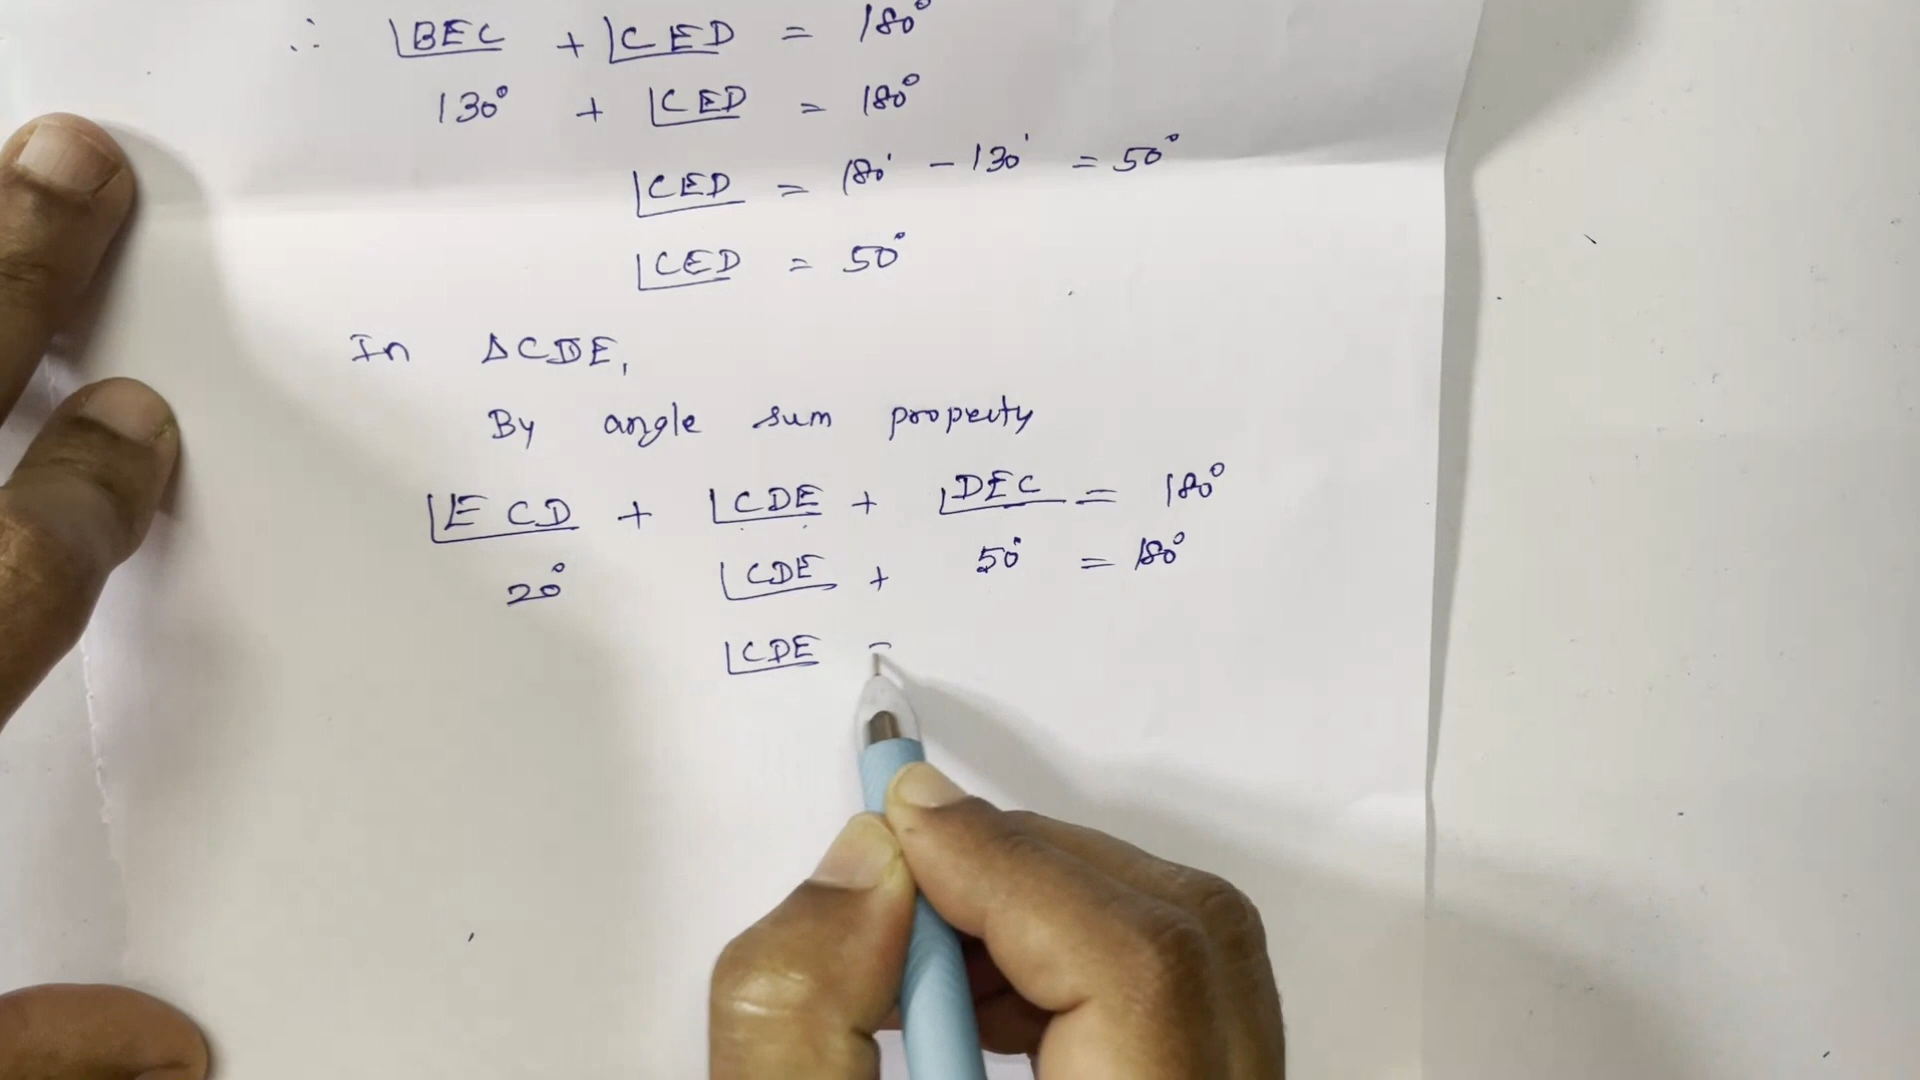 ∴ ∠BEC + ∠CED = 180°
130° + ∠CED = 180°
∠CED = 180° - 130° = 50°
∠CED = 50°
In ΔCDE,
By angle sum property
∠ECD + ∠CDE + ∠DEC = 180°
20° ∠CDE + 50° = 180°
∠CDE =